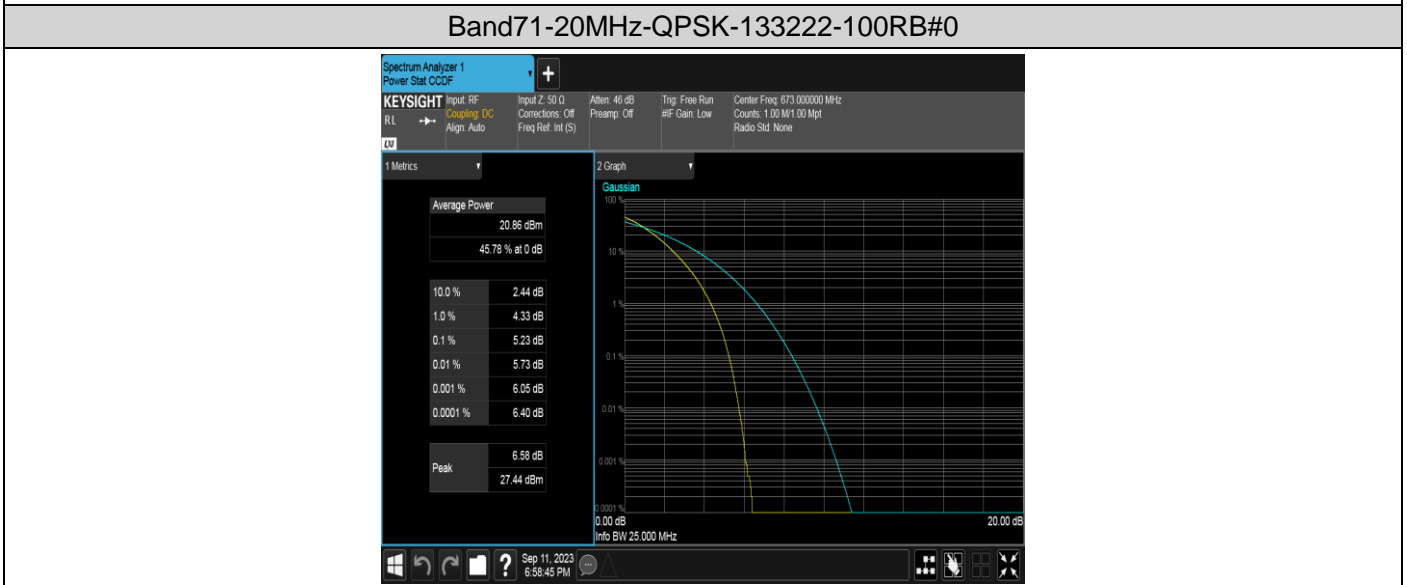 Band71-20MHz-QPSK-133222-100RB#0
Spectrum Analyzer 1
Power Stat CCDF
KEYSIGHT
RL
LXI
Input: RF
Coupling: DC
Align: Auto
Input Z: 50 Ω
Corrections: Off
Freq Ref: Int (S)
Atten: 46 dB
Preamp: Off
Trig: Free Run
#IF Gain: Low
Center Freq: 673.000000 MHz
Counts: 1.00 M/1.00 Mpt
Radio Std: None
1 Metrics
Average Power
20.86 dBm
45.78 % at 0 dB
10.0 % 2.44 dB
1.0 % 4.33 dB
0.1 % 5.23 dB
0.01 % 5.73 dB
0.001 % 6.05 dB
0.0001 % 6.40 dB
Peak
6.58 dB
27.44 dBm
2 Graph
Gaussian
100 %
10 %
1 %
0.1 %
0.01 %
0.001 %
0.0001 %
0.00 dB
20.00 dB
Info BW 25.000 MHz
?
Sep 11, 2023
6:58:45 PM